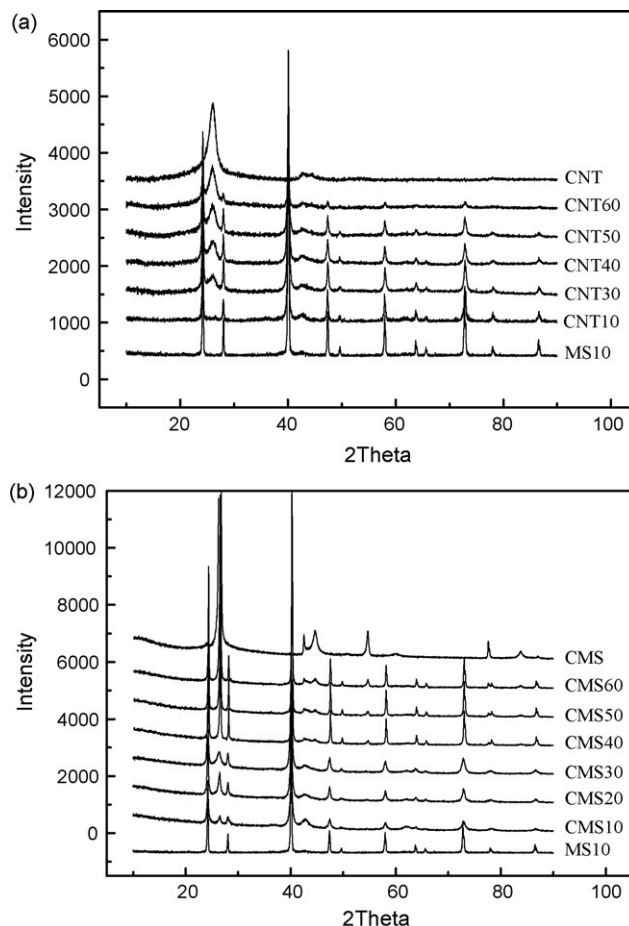 (a)
6000
5000
4000
3000
2000
1000
0
Intensity
CNT
CNT60
CNT50
CNT40
CNT30
CNT10
MS10
20 40 60 80 100
2Theta
(b)
12000
10000
8000
6000
4000
2000
0
Intensity
CMS
CMS60
CMS50
CMS40
CMS30
CMS20
CMS10
MS10
20 40 60 80 100
2Theta